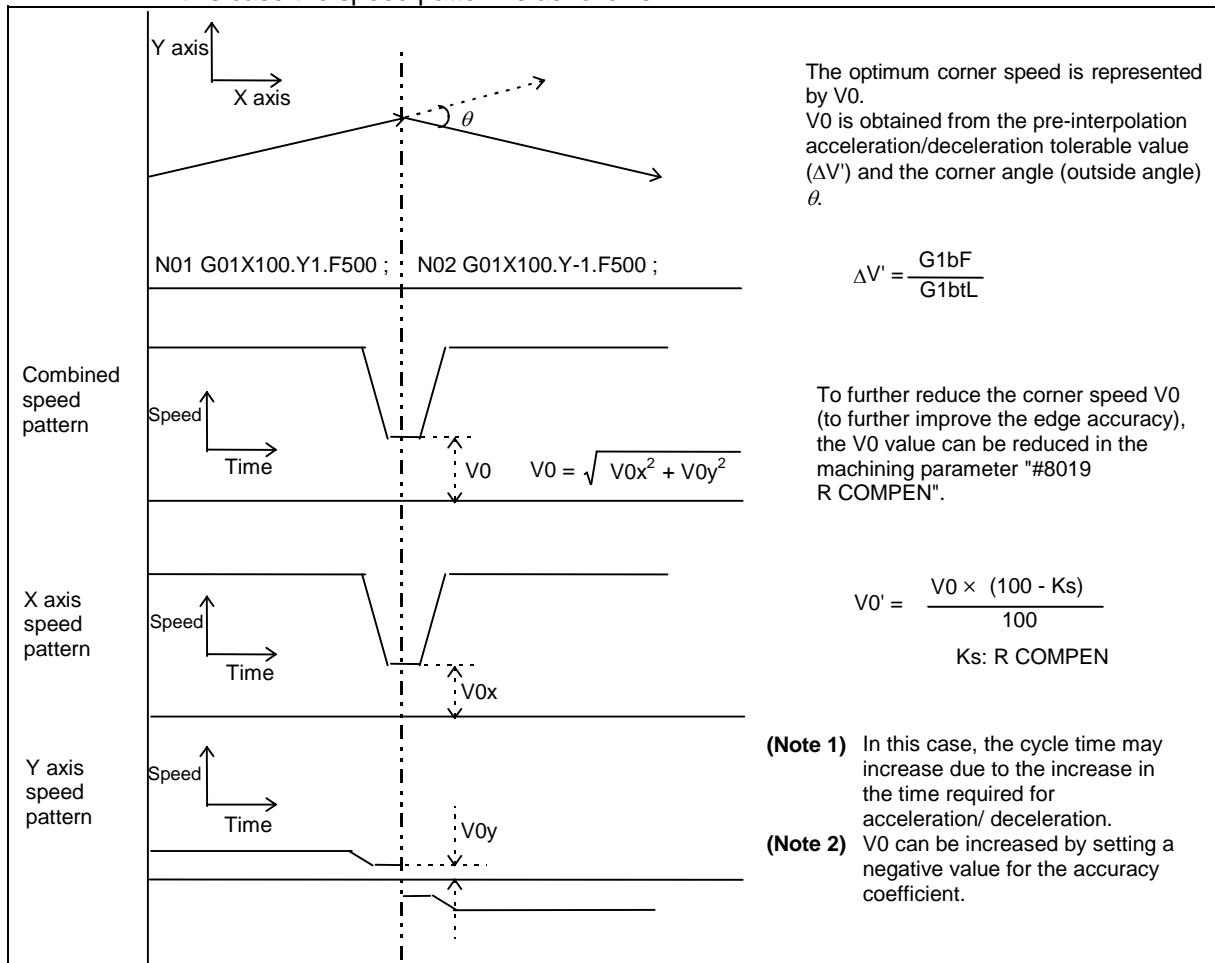 Y axis
X axis
θ
N01 G01X100.Y1.F500 ; N02 G01X100.Y-1.F500 ;
Combined
speed
pattern
Speed
Time
V0 V0 = √ V0x² + V0y²
X axis
speed
pattern
Speed
Time
V0x
Y axis
speed
pattern
Speed
Time
V0y
The optimum corner speed is represented
by V0.
V0 is obtained from the pre-interpolation
acceleration/deceleration tolerable value
(ΔV') and the corner angle (outside angle)
θ.
ΔV' = G1bF
G1btL
To further reduce the corner speed V0
(to further improve the edge accuracy),
the V0 value can be reduced in the
machining parameter "#8019
R COMPEN".
V0' = V0 × (100 - Ks)
100
Ks: R COMPEN
(Note 1) In this case, the cycle time may
increase due to the increase in
the time required for
acceleration/ deceleration.
(Note 2) V0 can be increased by setting a
negative value for the accuracy
coefficient.